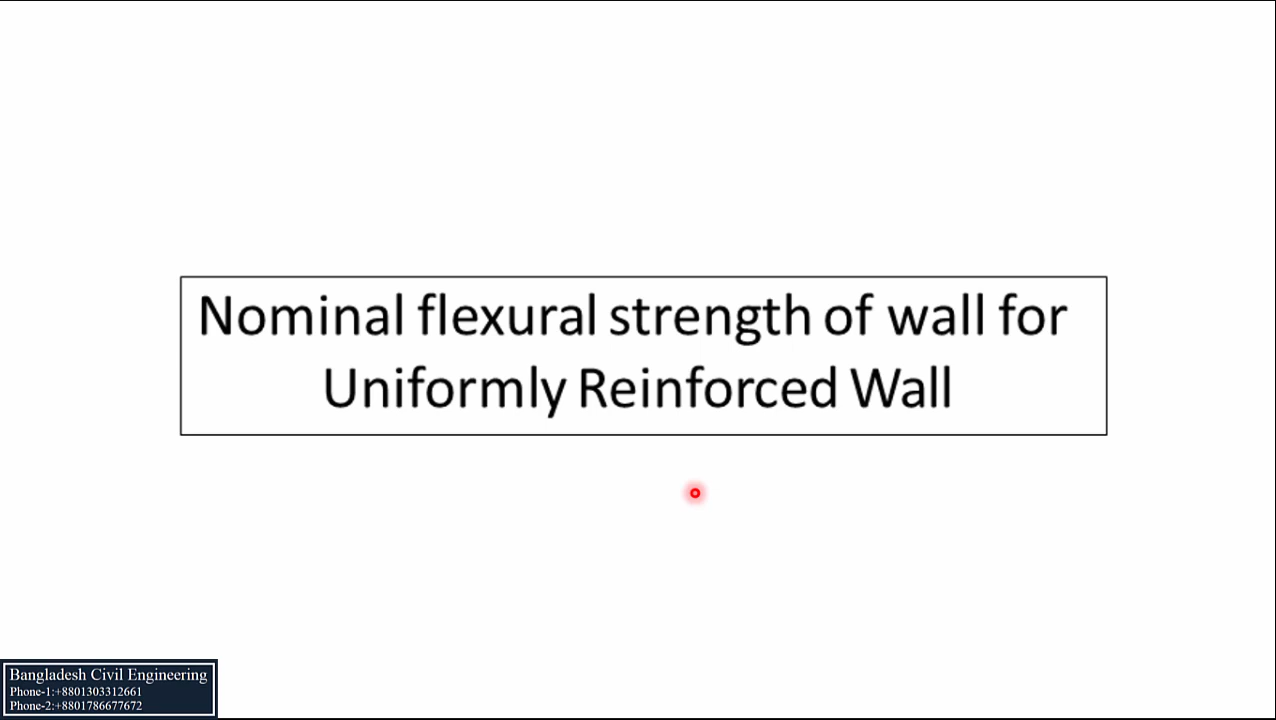 Nominal flexural strength of wall for
Uniformly Reinforced Wall
Bangladesh Civil Engineering
Phone-1:+8801303312661
Phone-2:+8801786677672